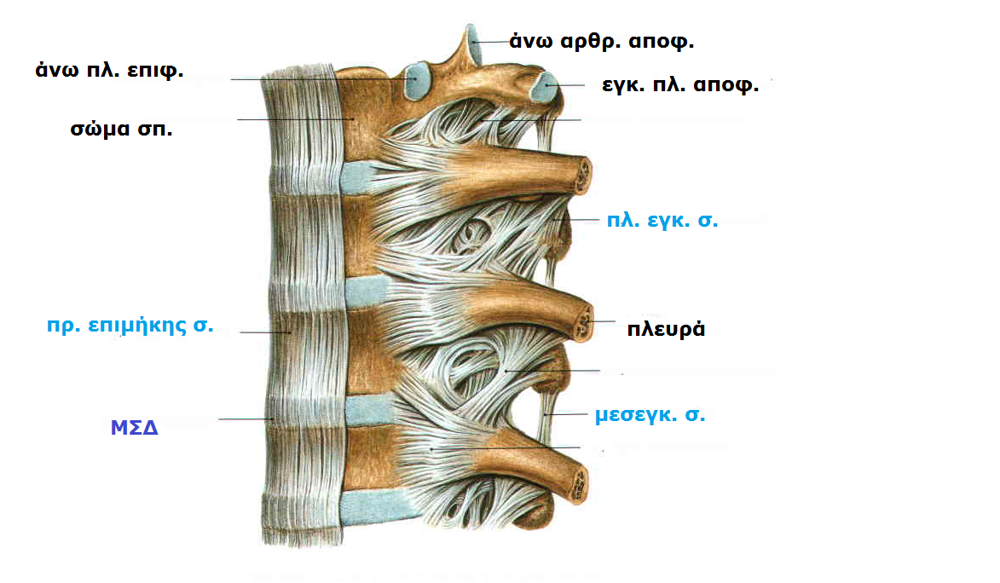 άνω αρθρ. αποφ.
άνω πλ. επιφ.
εγκ. πλ. αποφ.
σώμα σπ.
πλ. εγκ. σ.
πρ. επιμήκης σ.
πλευρά
μεσεγκ. σ.
ΜΣΔ